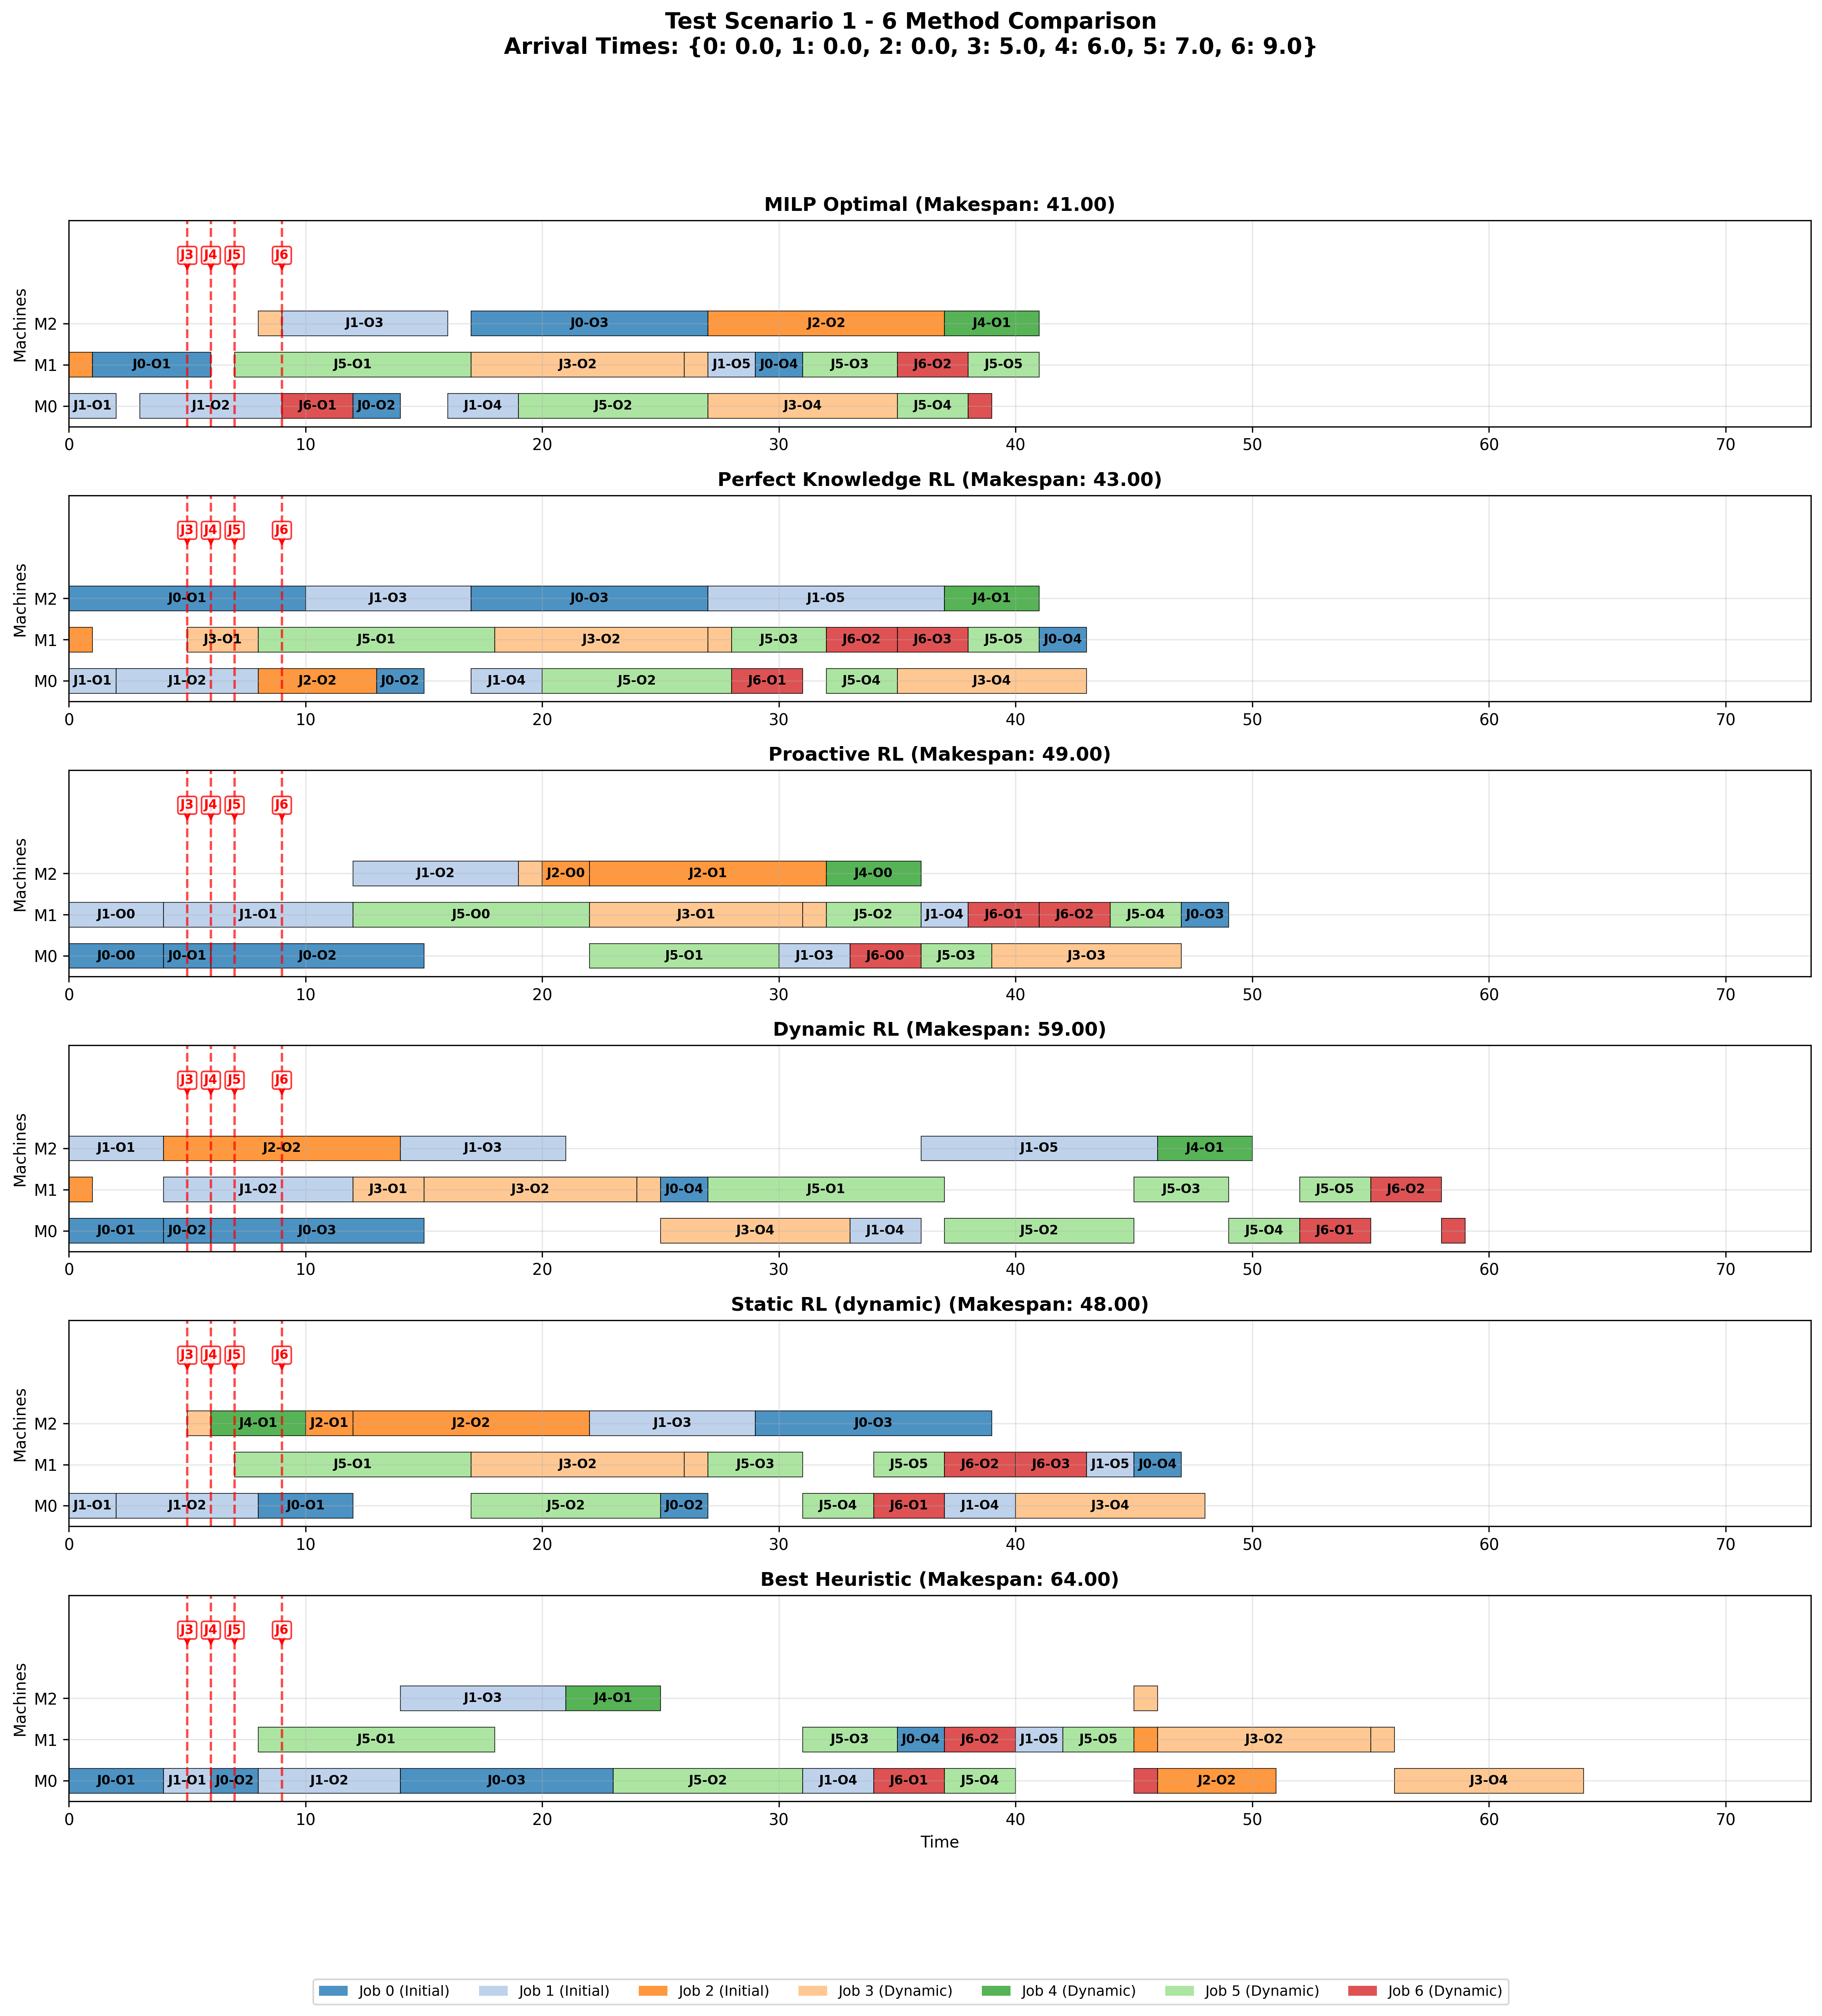 Test Scenario 1 - 6 Method Comparison
Arrival Times: {0: 0.0, 1: 0.0, 2: 0.0, 3: 5.0, 4: 6.0, 5: 7.0, 6: 9.0}
MILP Optimal (Makespan: 41.00)
J3 J4 J5 J6
Machines
M2 J1-O3 J0-O3 J2-O2 J4-O1
M1 J0-O1 J5-O1 J3-O2 J1-O5 J0-O4 J5-O3 J6-O2 J5-O5
M0 J1-O1 J1-O2 J6-O1 J0-O2 J1-O4 J5-O2 J3-O4 J5-O4
0 10 20 30 40 50 60 70
Perfect Knowledge RL (Makespan: 43.00)
J3 J4 J5 J6
Machines
M2 J0-O1 J1-O3 J0-O3 J1-O5 J4-O1
M1 J3-O1 J5-O1 J3-O2 J5-O3 J6-O2 J6-O3 J5-O5 J0-O4
M0 J1-O1 J1-O2 J2-O2 J0-O2 J1-O4 J5-O2 J6-O1 J5-O4 J3-O4
0 10 20 30 40 50 60 70
Proactive RL (Makespan: 49.00)
J3 J4 J5 J6
Machines
M2 J1-O2 J2-O0 J2-O1 J4-O0
M1 J1-O0 J1-O1 J5-O0 J3-O1 J5-O2 J1-O4 J6-O1 J6-O2 J5-O4 J0-O3
M0 J0-O0 J0-O1 J0-O2 J5-O1 J1-O3 J6-O0 J5-O3 J3-O3
0 10 20 30 40 50 60 70
Dynamic RL (Makespan: 59.00)
J3 J4 J5 J6
Machines
M2 J1-O1 J2-O2 J1-O3 J1-O5 J4-O1
M1 J1-O2 J3-O1 J3-O2 J0-O4 J5-O1 J5-O3 J5-O5 J6-O2
M0 J0-O1 J0-O2 J0-O3 J3-O4 J1-O4 J5-O2 J5-O4 J6-O1
0 10 20 30 40 50 60 70
Static RL (dynamic) (Makespan: 48.00)
J3 J4 J5 J6
Machines
M2 J4-O1 J2-O1 J2-O2 J1-O3 J0-O3
M1 J5-O1 J3-O2 J5-O3 J5-O5 J6-O2 J6-O3 J1-O5 J0-O4
M0 J1-O1 J1-O2 J0-O1 J5-O2 J0-O2 J5-O4 J6-O1 J1-O4 J3-O4
0 10 20 30 40 50 60 70
Best Heuristic (Makespan: 64.00)
J3 J4 J5 J6
Machines
M2 J1-O3 J4-O1
M1 J5-O1 J5-O3 J0-O4 J6-O2 J1-O5 J5-O5 J3-O2
M0 J0-O1 J1-O1 J0-O2 J1-O2 J0-O3 J5-O2 J1-O4 J6-O1 J5-O4 J2-O2 J3-O4
0 10 20 30 40 50 60 70
Time
Job 0 (Initial) Job 1 (Initial) Job 2 (Initial) Job 3 (Dynamic) Job 4 (Dynamic) Job 5 (Dynamic) Job 6 (Dynamic)